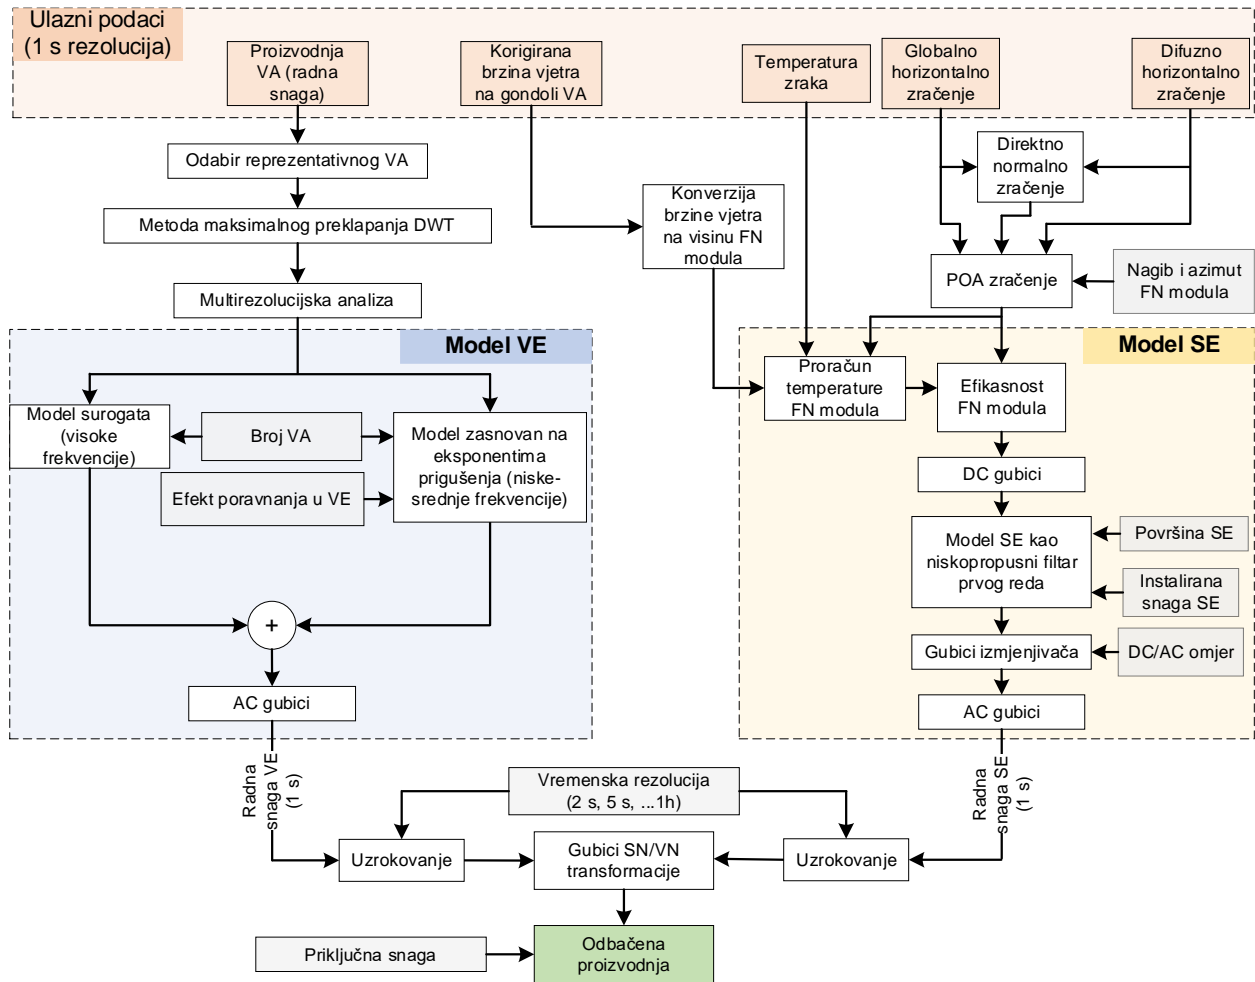 Ulazni podaci
(1 s rezolucija)
Proizvodnja
VA (radna
snaga)
Korigirana
brzina vjetra
na gondoli VA
Temperatura
zraka
Globalno
horizontalno
zračenje
Difuzno
horizontalno
zračenje
Odabir reprezentativnog VA
Direktno
normalno
zračenje
Metoda maksimalnog preklapanja DWT
Konverzija
brzine vjetra
na visinu FN
modula
Multirezolucijska analiza
POA zračenje
Nagib i azimut
FN modula
Model VE
Model SE
Proračun
temperature
FN modula
Efikasnost
FN modula
Model surogata
(visoke
frekvencije)
Broj VA
Model zasnovan na
eksponentima
prigušenja (niske-
srednje frekvencije)
Efekt poravnanja u VE
DC gubici
Model SE kao
niskopropusni filtar
prvog reda
Površina SE
Instalirana
snaga SE
+
Gubici izmjenjivača
DC/AC omjer
AC gubici
AC gubici
Radna
snaga VE
(1 s)
Vremenska rezolucija
(2 s, 5 s, ...1h)
Radna
snaga SE
(1 s)
Uzrokovanje
Gubici SN/VN
transformacije
Uzrokovanje
Priključna snaga
Odbačena
proizvodnja